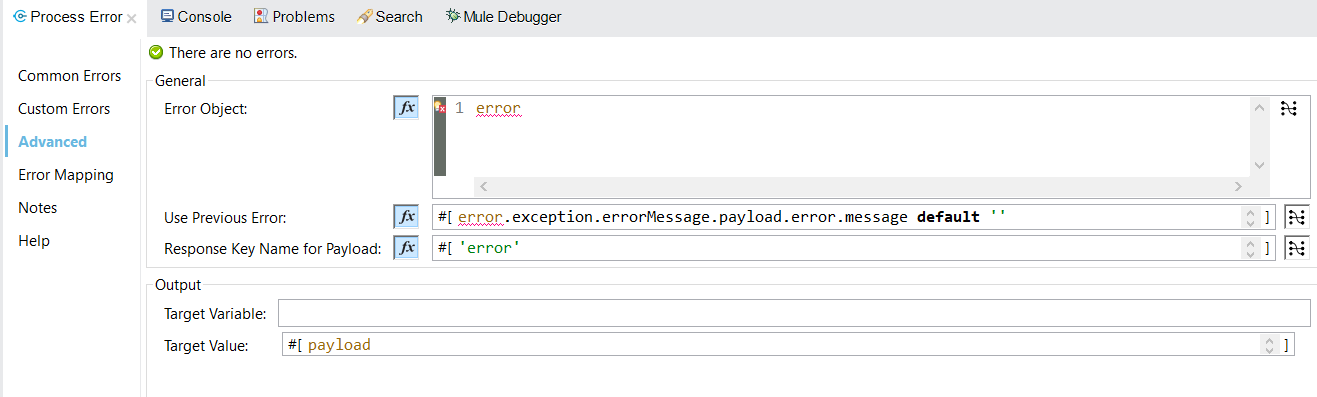 Process Error Console Problems Search Mule Debugger
There are no errors.
Common Errors
Custom Errors
Advanced
Error Mapping
Notes
Help
General
Error Object: fx 1 error
Use Previous Error: fx #[ error.exception.errorMessage.payload.error.message default '' ]
Response Key Name for Payload: fx #[ 'error' ]
Output
Target Variable:
Target Value: #[ payload ]